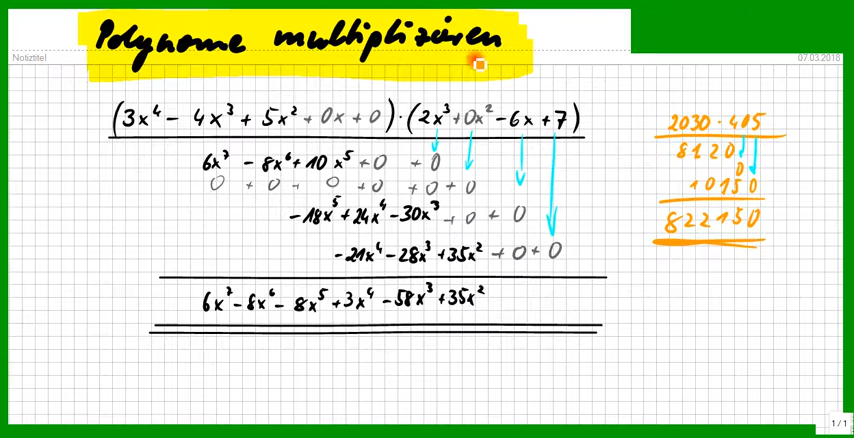 Polynome multiplizieren
Notiztitel
07.03.2018
(3x⁴ - 4x³ + 5x² + 0x + 0) · (2x³ + 0x² - 6x + 7)
6x⁷ - 8x⁶ + 10x⁵ + 0 + 0
0 + 0 + 0 + 0 + 0 + 0
-18x⁵ + 24x⁴ - 30x³ + 0 + 0
-21x⁴ - 28x³ + 35x² + 0 + 0
6x⁷ - 8x⁶ - 8x⁵ + 3x⁴ - 58x³ + 35x²
2030 · 405
8120
0
10150
822150
1 / 1